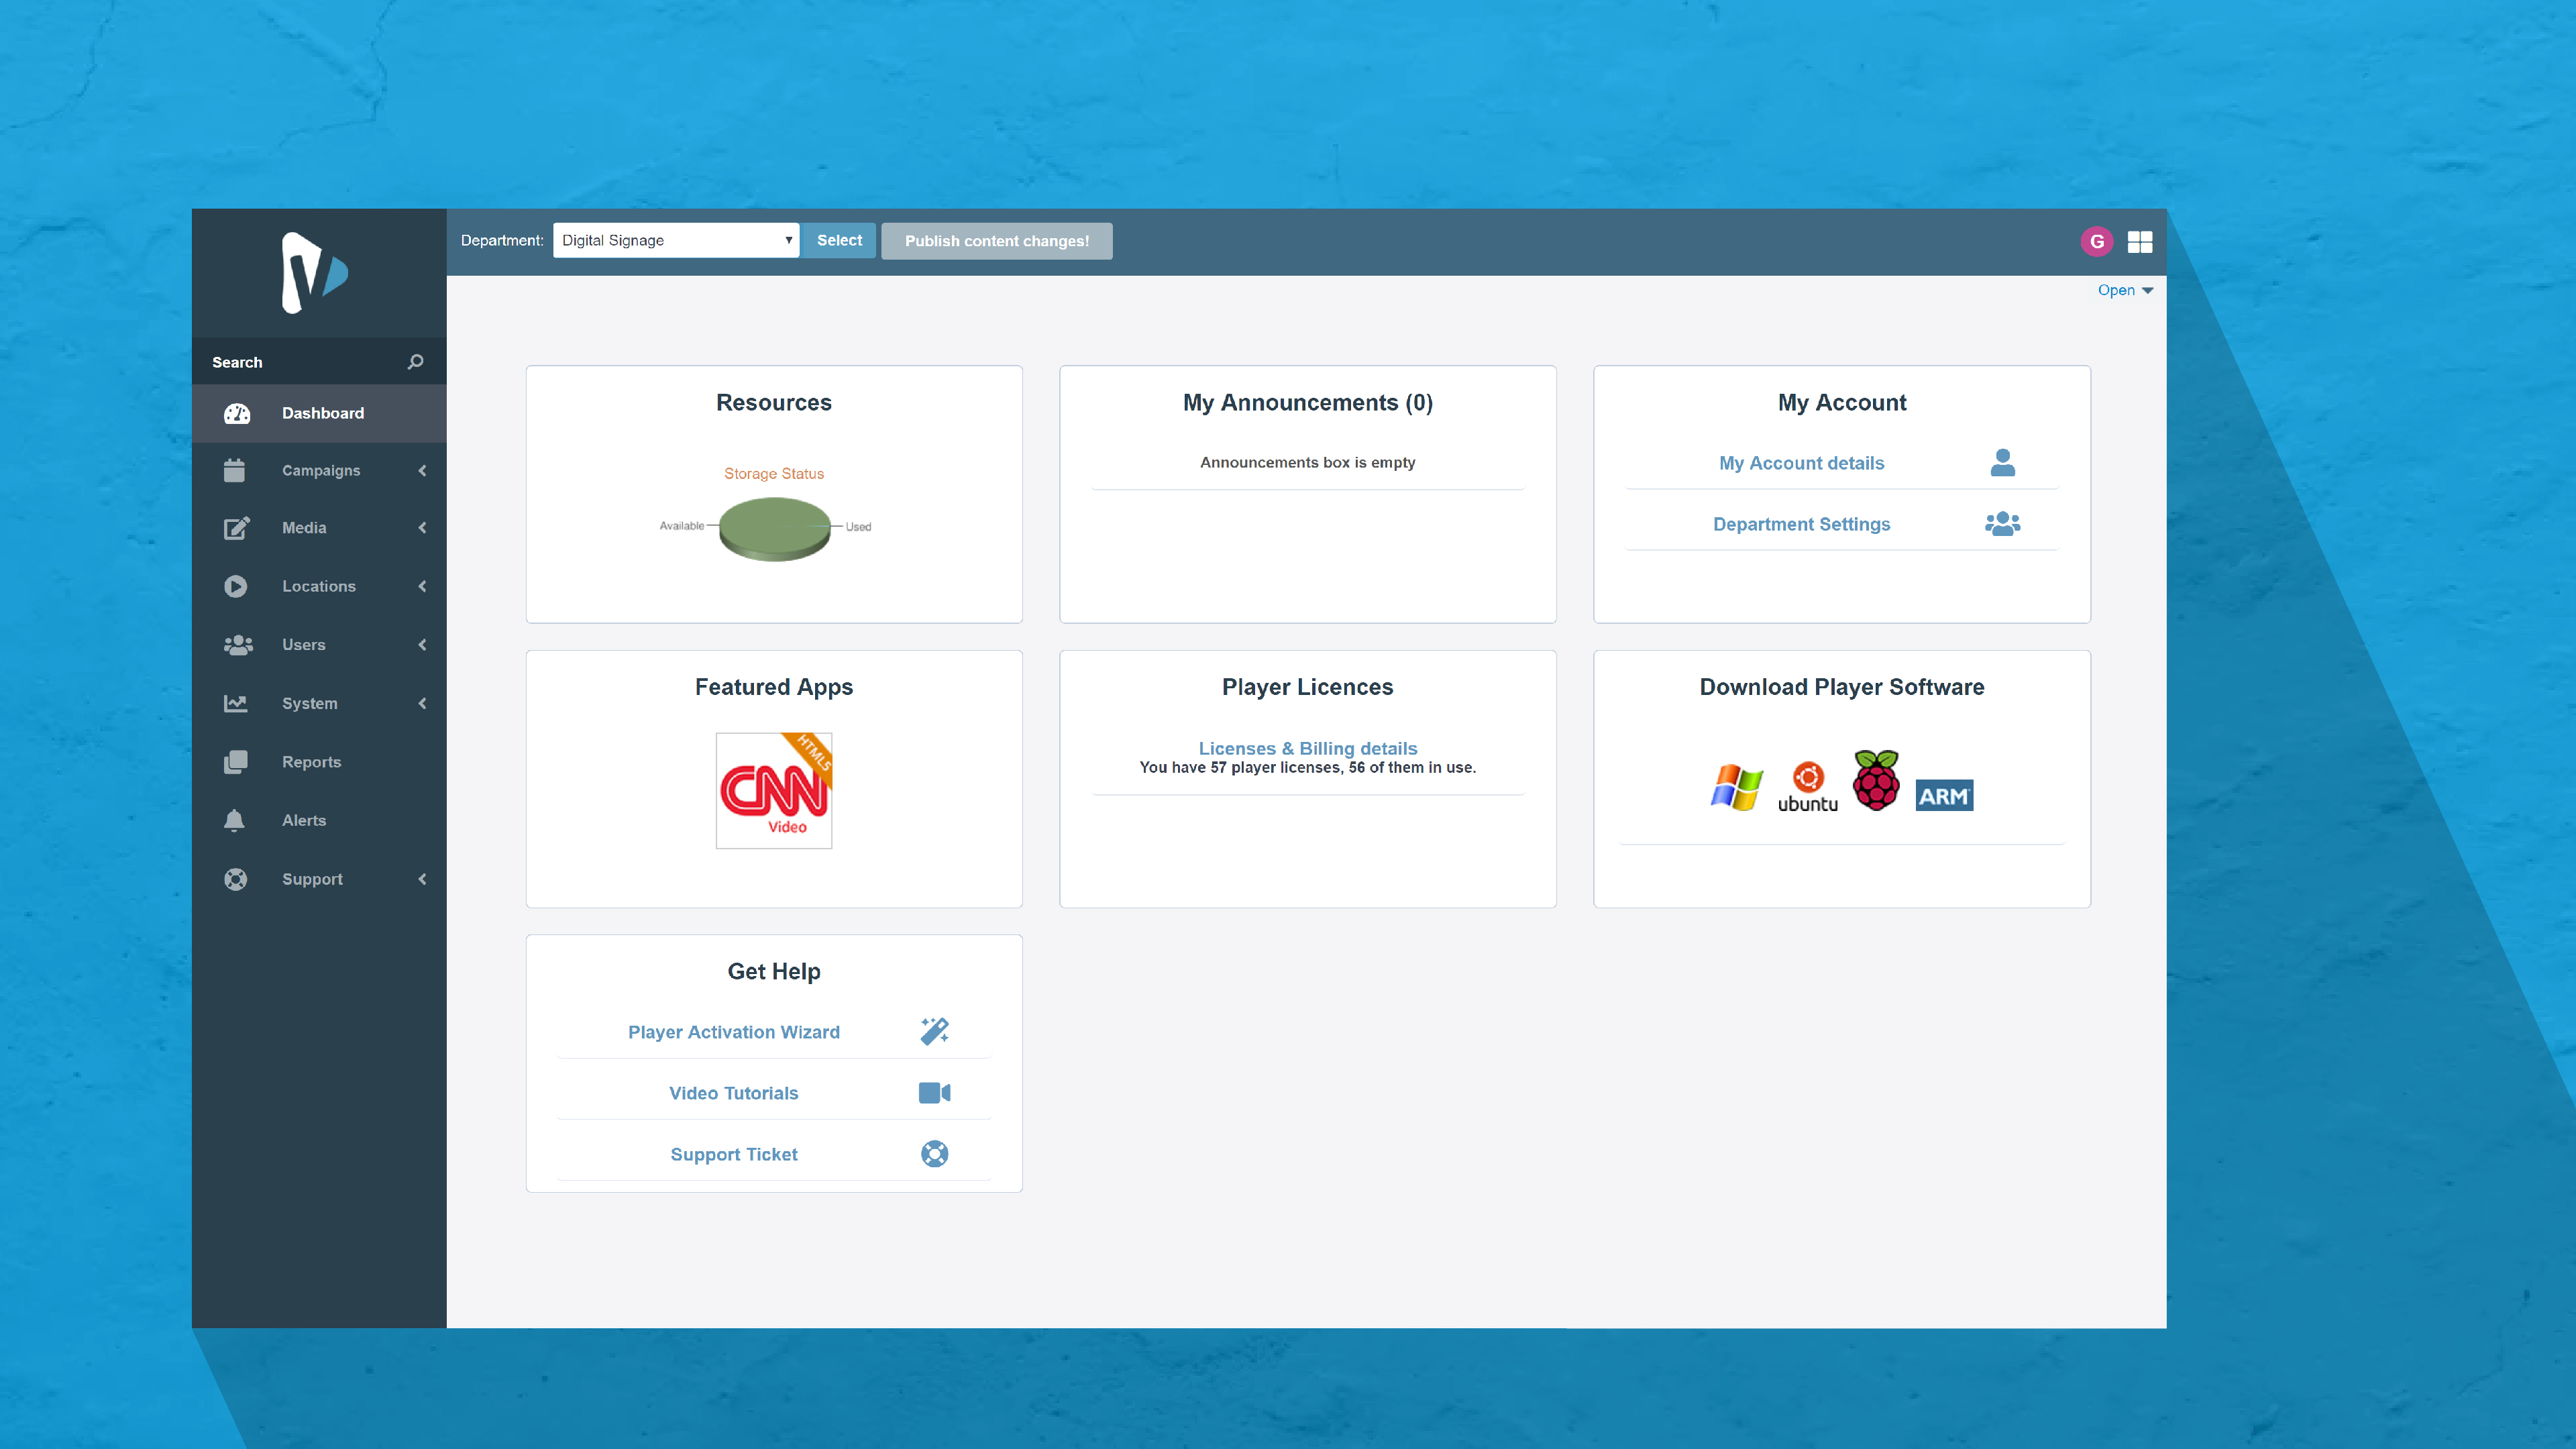 Department:
Digital Signage
Select
Publish content changes!
G
Open
Search
Dashboard
Campaigns
Media
Locations
Users
System
Reports
Alerts
Support
Resources
Storage Status
Available
Used
My Announcements (0)
Announcements box is empty
My Account
My Account details
Department Settings
Featured Apps
HTML5
CNN
Video
Player Licences
Licenses & Billing details
You have 57 player licenses, 56 of them in use.
Download Player Software
ubuntu
ARM
Get Help
Player Activation Wizard
Video Tutorials
Support Ticket